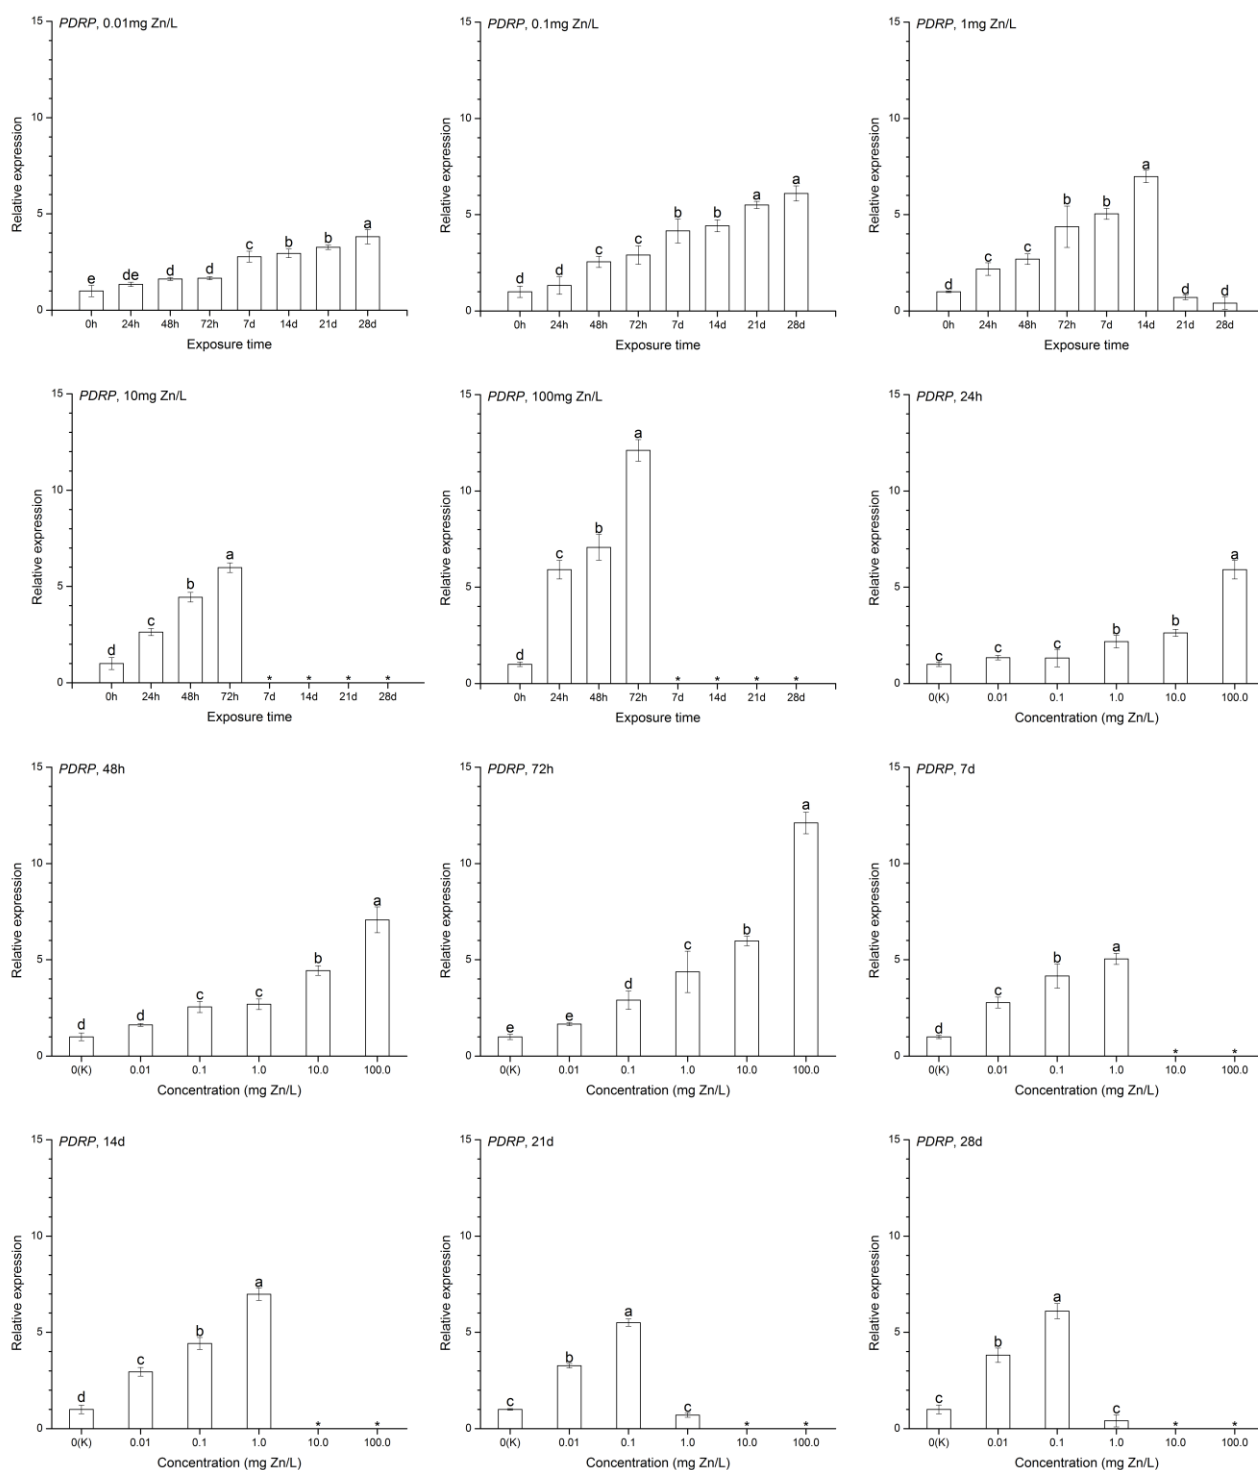 PDRP, 0.01mg Zn/L
15
10
5
0
Relative expression
e de d d c b b a
0h 24h 48h 72h 7d 14d 21d 28d
Exposure time
PDRP, 0.1mg Zn/L
15
10
5
0
Relative expression
d d c c b b a a
0h 24h 48h 72h 7d 14d 21d 28d
Exposure time
PDRP, 1mg Zn/L
15
10
5
0
Relative expression
d c c b b a d d
0h 24h 48h 72h 7d 14d 21d 28d
Exposure time
PDRP, 10mg Zn/L
15
10
5
0
Relative expression
d c b a * * * *
0h 24h 48h 72h 7d 14d 21d 28d
Exposure time
PDRP, 100mg Zn/L
15
10
5
0
Relative expression
d c b a * * * *
0h 24h 48h 72h 7d 14d 21d 28d
Exposure time
PDRP, 24h
15
10
5
0
Relative expression
c c c b b a
0(K) 0.01 0.1 1.0 10.0 100.0
Concentration (mg Zn/L)
PDRP, 48h
15
10
5
0
Relative expression
d d c c b a
0(K) 0.01 0.1 1.0 10.0 100.0
Concentration (mg Zn/L)
PDRP, 72h
15
10
5
0
Relative expression
e e d c b a
0(K) 0.01 0.1 1.0 10.0 100.0
Concentration (mg Zn/L)
PDRP, 7d
15
10
5
0
Relative expression
d c b a * *
0(K) 0.01 0.1 1.0 10.0 100.0
Concentration (mg Zn/L)
PDRP, 14d
15
10
5
0
Relative expression
d c b a * *
0(K) 0.01 0.1 1.0 10.0 100.0
Concentration (mg Zn/L)
PDRP, 21d
15
10
5
0
Relative expression
c b a c * *
0(K) 0.01 0.1 1.0 10.0 100.0
Concentration (mg Zn/L)
PDRP, 28d
15
10
5
0
Relative expression
c b a c * *
0(K) 0.01 0.1 1.0 10.0 100.0
Concentration (mg Zn/L)